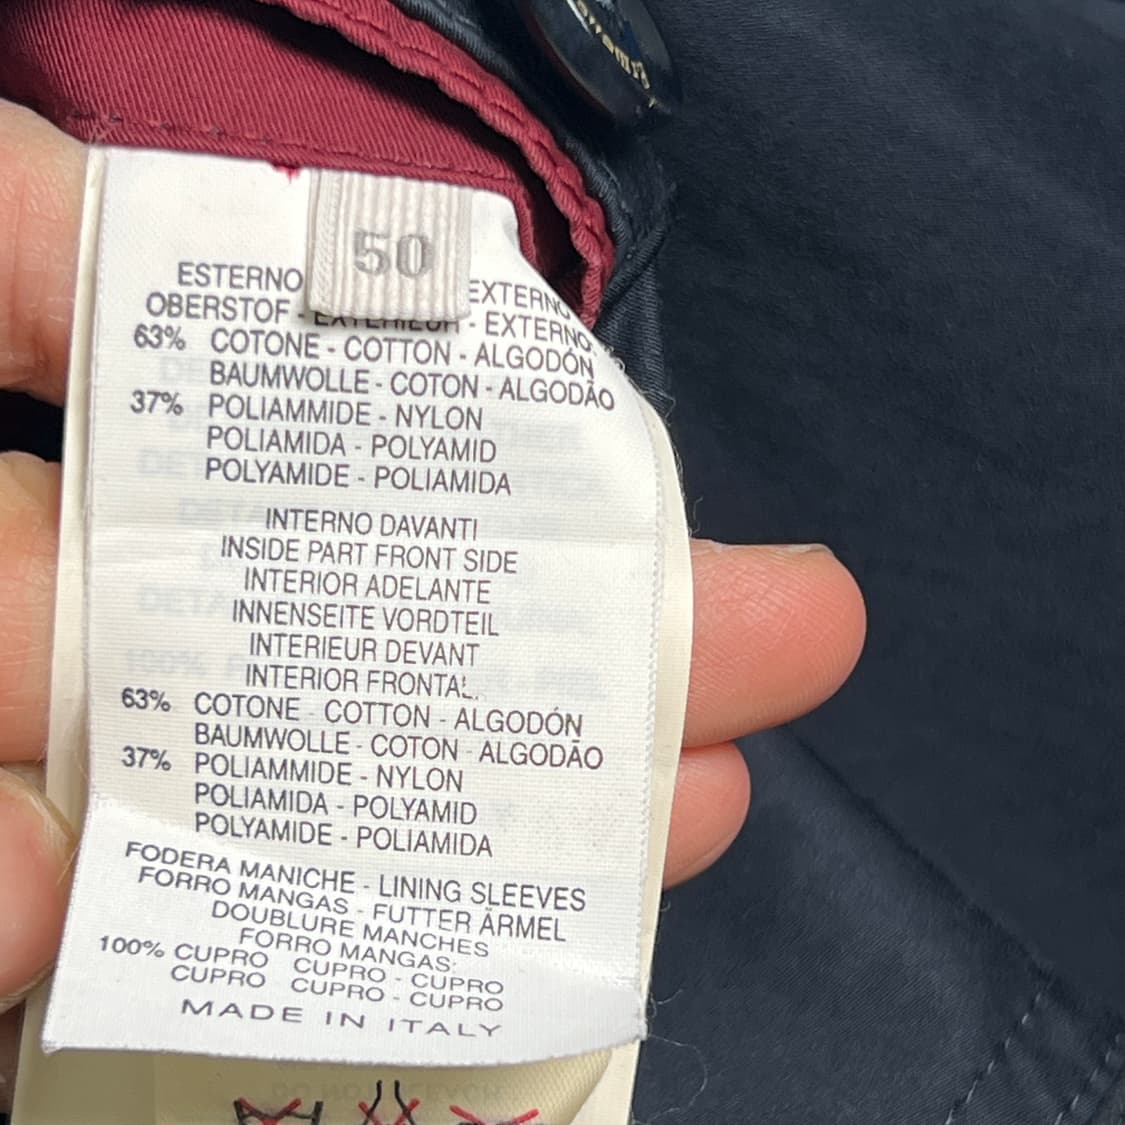 50
ESTERNO EXTERNO
OBERSTOF - EXTERIEUR - EXTERNO:
63% COTONE - COTTON - ALGODÓN
BAUMWOLLE - COTON - ALGODÃO
37% POLIAMMIDE - NYLON
POLIAMIDA - POLYAMID
POLYAMIDE - POLIAMIDA
INTERNO DAVANTI
INSIDE PART FRONT SIDE
INTERIOR ADELANTE
INNENSEITE VORDTEIL
INTERIEUR DEVANT
INTERIOR FRONTAL
63% COTONE - COTTON - ALGODÓN
BAUMWOLLE - COTON - ALGODÃO
37% POLIAMMIDE - NYLON
POLIAMIDA - POLYAMID
POLYAMIDE - POLIAMIDA
FODERA MANICHE - LINING SLEEVES
FORRO MANGAS - FUTTER ÄRMEL
DOUBLURE MANCHES
FORRO MANGAS:
100% CUPRO CUPRO - CUPRO
CUPRO CUPRO - CUPRO
MADE IN ITALY